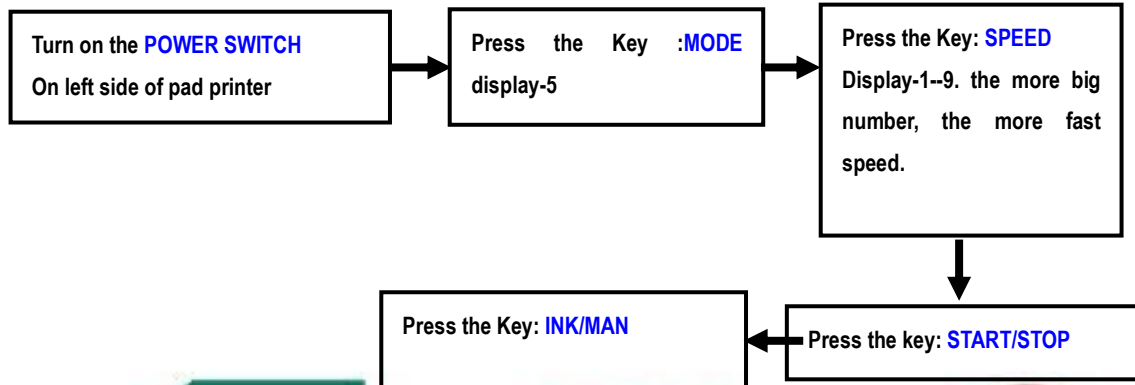 Turn on the POWER SWITCH
On left side of pad printer
Press the Key :MODE
display-5
Press the Key: SPEED
Display-1--9. the more big
number, the more fast
speed.
Press the key: START/STOP
Press the Key: INK/MAN